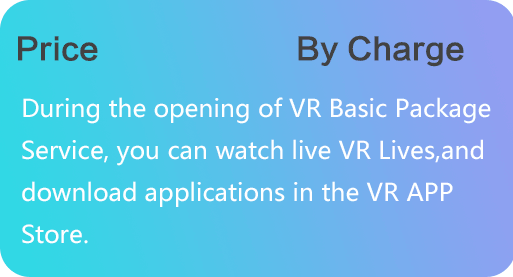 Price By Charge
During the opening of VR Basic Package
Service, you can watch live VR Lives,and
download applications in the VR APP
Store.